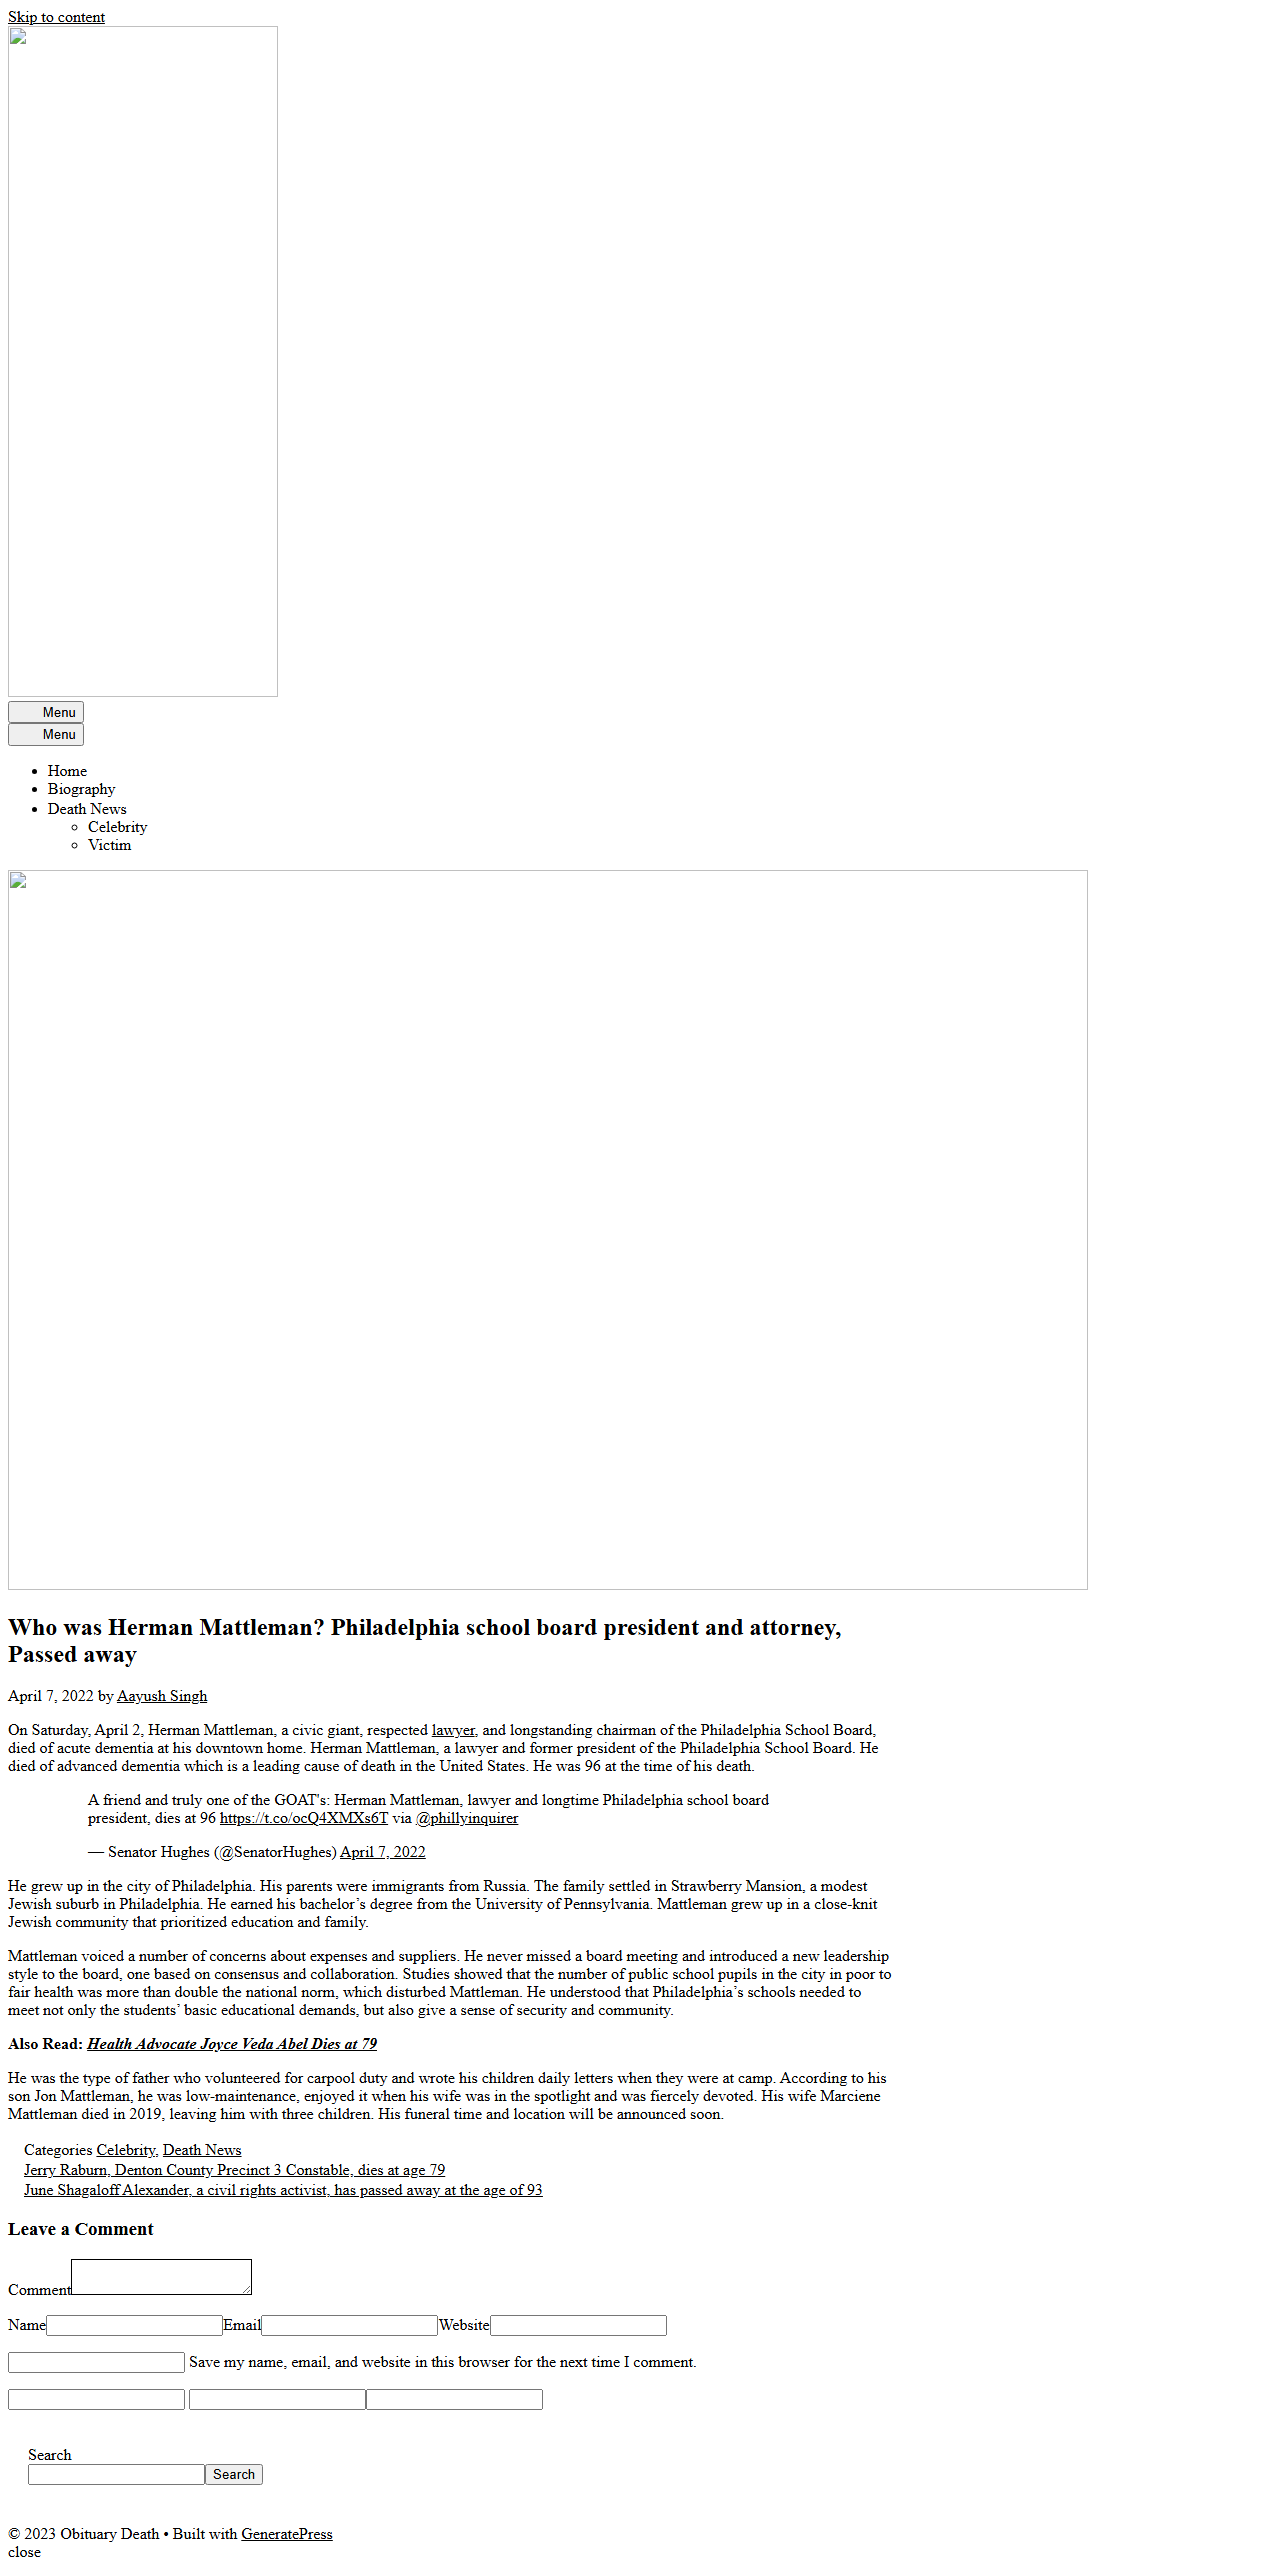 Skip to content
Menu
Menu
Home
Biography
Death News
Celebrity
Victim
Who was Herman Mattleman? Philadelphia school board president and attorney,
Passed away
April 7, 2022 by Aayush Singh
On Saturday, April 2, Herman Mattleman, a civic giant, respected lawyer, and longstanding chairman of the Philadelphia School Board,
died of acute dementia at his downtown home. Herman Mattleman, a lawyer and former president of the Philadelphia School Board. He
died of advanced dementia which is a leading cause of death in the United States. He was 96 at the time of his death.
A friend and truly one of the GOAT's: Herman Mattleman, lawyer and longtime Philadelphia school board
president, dies at 96 https://t.co/ocQ4XMXs6T via @phillyinquirer
— Senator Hughes (@SenatorHughes) April 7, 2022
He grew up in the city of Philadelphia. His parents were immigrants from Russia. The family settled in Strawberry Mansion, a modest
Jewish suburb in Philadelphia. He earned his bachelor’s degree from the University of Pennsylvania. Mattleman grew up in a close-knit
Jewish community that prioritized education and family.
Mattleman voiced a number of concerns about expenses and suppliers. He never missed a board meeting and introduced a new leadership
style to the board, one based on consensus and collaboration. Studies showed that the number of public school pupils in the city in poor to
fair health was more than double the national norm, which disturbed Mattleman. He understood that Philadelphia’s schools needed to
meet not only the students’ basic educational demands, but also give a sense of security and community.
Also Read: Health Advocate Joyce Veda Abel Dies at 79
He was the type of father who volunteered for carpool duty and wrote his children daily letters when they were at camp. According to his
son Jon Mattleman, he was low-maintenance, enjoyed it when his wife was in the spotlight and was fiercely devoted. His wife Marciene
Mattleman died in 2019, leaving him with three children. His funeral time and location will be announced soon.
Categories Celebrity, Death News
Jerry Raburn, Denton County Precinct 3 Constable, dies at age 79
June Shagaloff Alexander, a civil rights activist, has passed away at the age of 93
Leave a Comment
Comment
Name Email Website
Save my name, email, and website in this browser for the next time I comment.
Search
Search
© 2023 Obituary Death • Built with GeneratePress
close